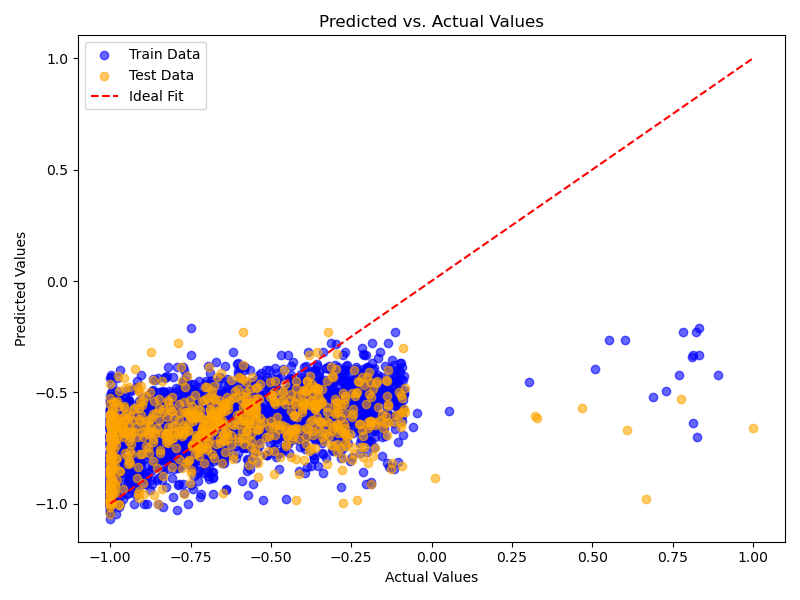 Predicted vs. Actual Values
Train Data
Test Data
Ideal Fit
1.0
0.5
0.0
−0.5
−1.0
Predicted Values
−1.00 −0.75 −0.50 −0.25 0.00 0.25 0.50 0.75 1.00
Actual Values